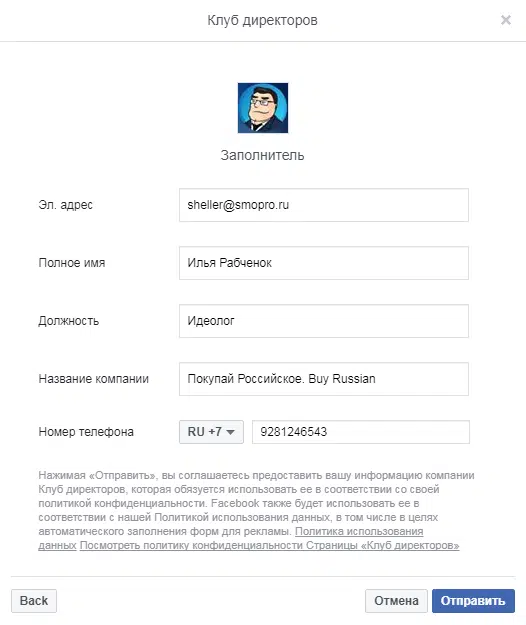 Клуб директоров
×
Заполнитель
Эл. адрес sheller@smopro.ru
Полное имя Илья Рабченок
Должность Идеолог
Название компании Покупай Российское. Buy Russian
Номер телефона RU +7 9281246543
Нажимая «Отправить», вы соглашаетесь предоставить вашу информацию компании
Клуб директоров, которая обязуется использовать ее в соответствии со своей
политикой конфиденциальности. Facebook также будет использовать ее в
соответствии с нашей Политикой использования данных, в том числе в целях
автоматического заполнения форм для рекламы. Политика использования
данных Посмотреть политику конфиденциальности Страницы «Клуб директоров»
Back Отмена Отправить